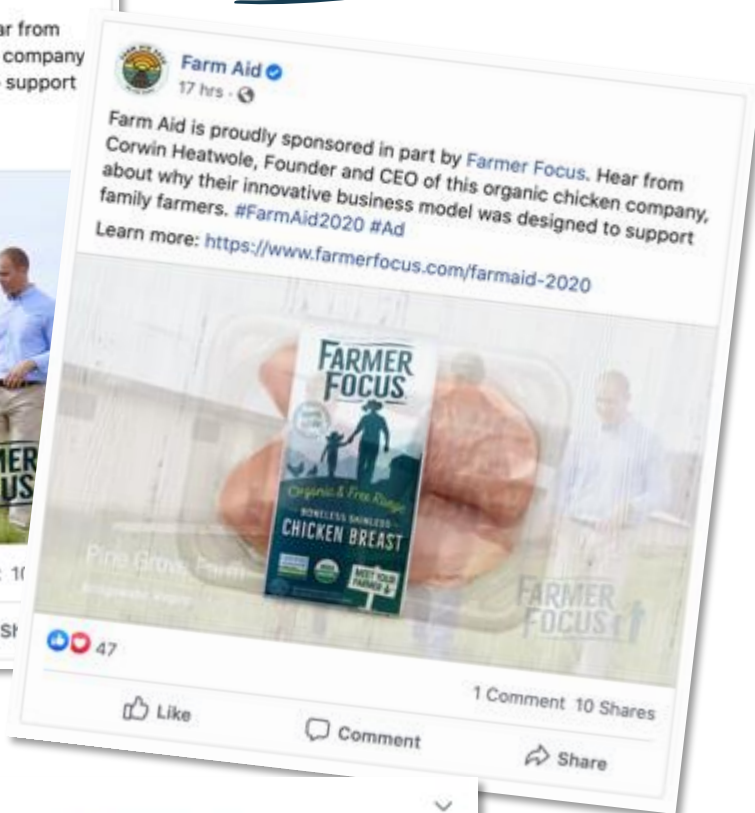 ar from
company
support
Farm Aid
17 hrs ·
Farm Aid is proudly sponsored in part by Farmer Focus. Hear from
Corwin Heatwole, Founder and CEO of this organic chicken company,
about why their innovative business model was designed to support
family farmers. #FarmAid2020 #Ad
Learn more: https://www.farmerfocus.com/farmaid-2020
FARMER
FOCUS
Organic & Free Range
BONELESS SKINLESS
CHICKEN BREAST
MEET YOUR
FARMER
Pine Grove Farm
FARMER
FOCUS
MER
US
10
Sh
47
1 Comment 10 Shares
Like
Comment
Share